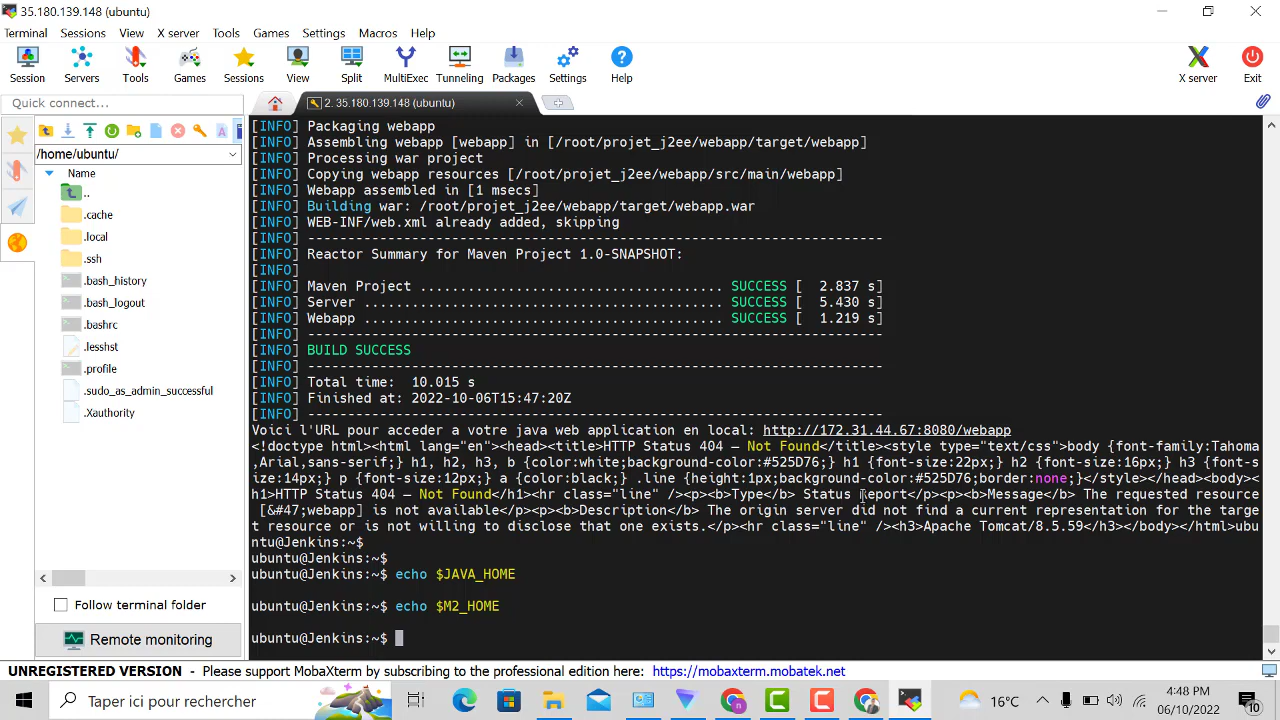 35.180.139.148 (ubuntu)
Terminal Sessions View X server Tools Games Settings Macros Help
Session Servers Tools Games Sessions View Split MultiExec Tunneling Packages Settings Help X server Exit
Quick connect...
2. 35.180.139.148 (ubuntu)
/home/ubuntu/
Name
..
.cache
.local
.ssh
.bash_history
.bash_logout
.bashrc
.lesshst
.profile
.sudo_as_admin_successful
.Xauthority
Follow terminal folder
Remote monitoring
[INFO] Packaging webapp
[INFO] Assembling webapp [webapp] in [/root/projet_j2ee/webapp/target/webapp]
[INFO] Processing war project
[INFO] Copying webapp resources [/root/projet_j2ee/webapp/src/main/webapp]
[INFO] Webapp assembled in [1 msecs]
[INFO] Building war: /root/projet_j2ee/webapp/target/webapp.war
[INFO] WEB-INF/web.xml already added, skipping
[INFO] ------------------------------------------------------------------------
[INFO] Reactor Summary for Maven Project 1.0-SNAPSHOT:
[INFO]
[INFO] Maven Project ...................................... SUCCESS [  2.837 s]
[INFO] Server ............................................. SUCCESS [  5.430 s]
[INFO] Webapp ............................................. SUCCESS [  1.219 s]
[INFO] ------------------------------------------------------------------------
[INFO] BUILD SUCCESS
[INFO] ------------------------------------------------------------------------
[INFO] Total time:  10.015 s
[INFO] Finished at: 2022-10-06T15:47:20Z
[INFO] ------------------------------------------------------------------------
Voici l'URL pour acceder a votre java web application en local: http://172.31.44.67:8080/webapp
<!doctype html><html lang="en"><head><title>HTTP Status 404 – Not Found</title><style type="text/css">body {font-family:Tahoma
,Arial,sans-serif;} h1, h2, h3, b {color:white;background-color:#525D76;} h1 {font-size:22px;} h2 {font-size:16px;} h3 {font-s
ize:14px;} p {font-size:12px;} a {color:black;} .line {height:1px;background-color:#525D76;border:none;}</style></head><body><
h1>HTTP Status 404 – Not Found</h1><hr class="line" /><p><b>Type</b> Status Report</p><p><b>Message</b> The requested resource
[&#47;webapp] is not available</p><p><b>Description</b> The origin server did not find a current representation for the targe
t resource or is not willing to disclose that one exists.</p><hr class="line" /><h3>Apache Tomcat/8.5.59</h3></body></html>ubu
ntu@Jenkins:~$
ubuntu@Jenkins:~$
ubuntu@Jenkins:~$ echo $JAVA_HOME
ubuntu@Jenkins:~$ echo $M2_HOME
ubuntu@Jenkins:~$
UNREGISTERED VERSION - Please support MobaXterm by subscribing to the professional edition here: https://mobaxterm.mobatek.net
Taper ici pour rechercher
16°C
4:48 PM
06/10/2022
10